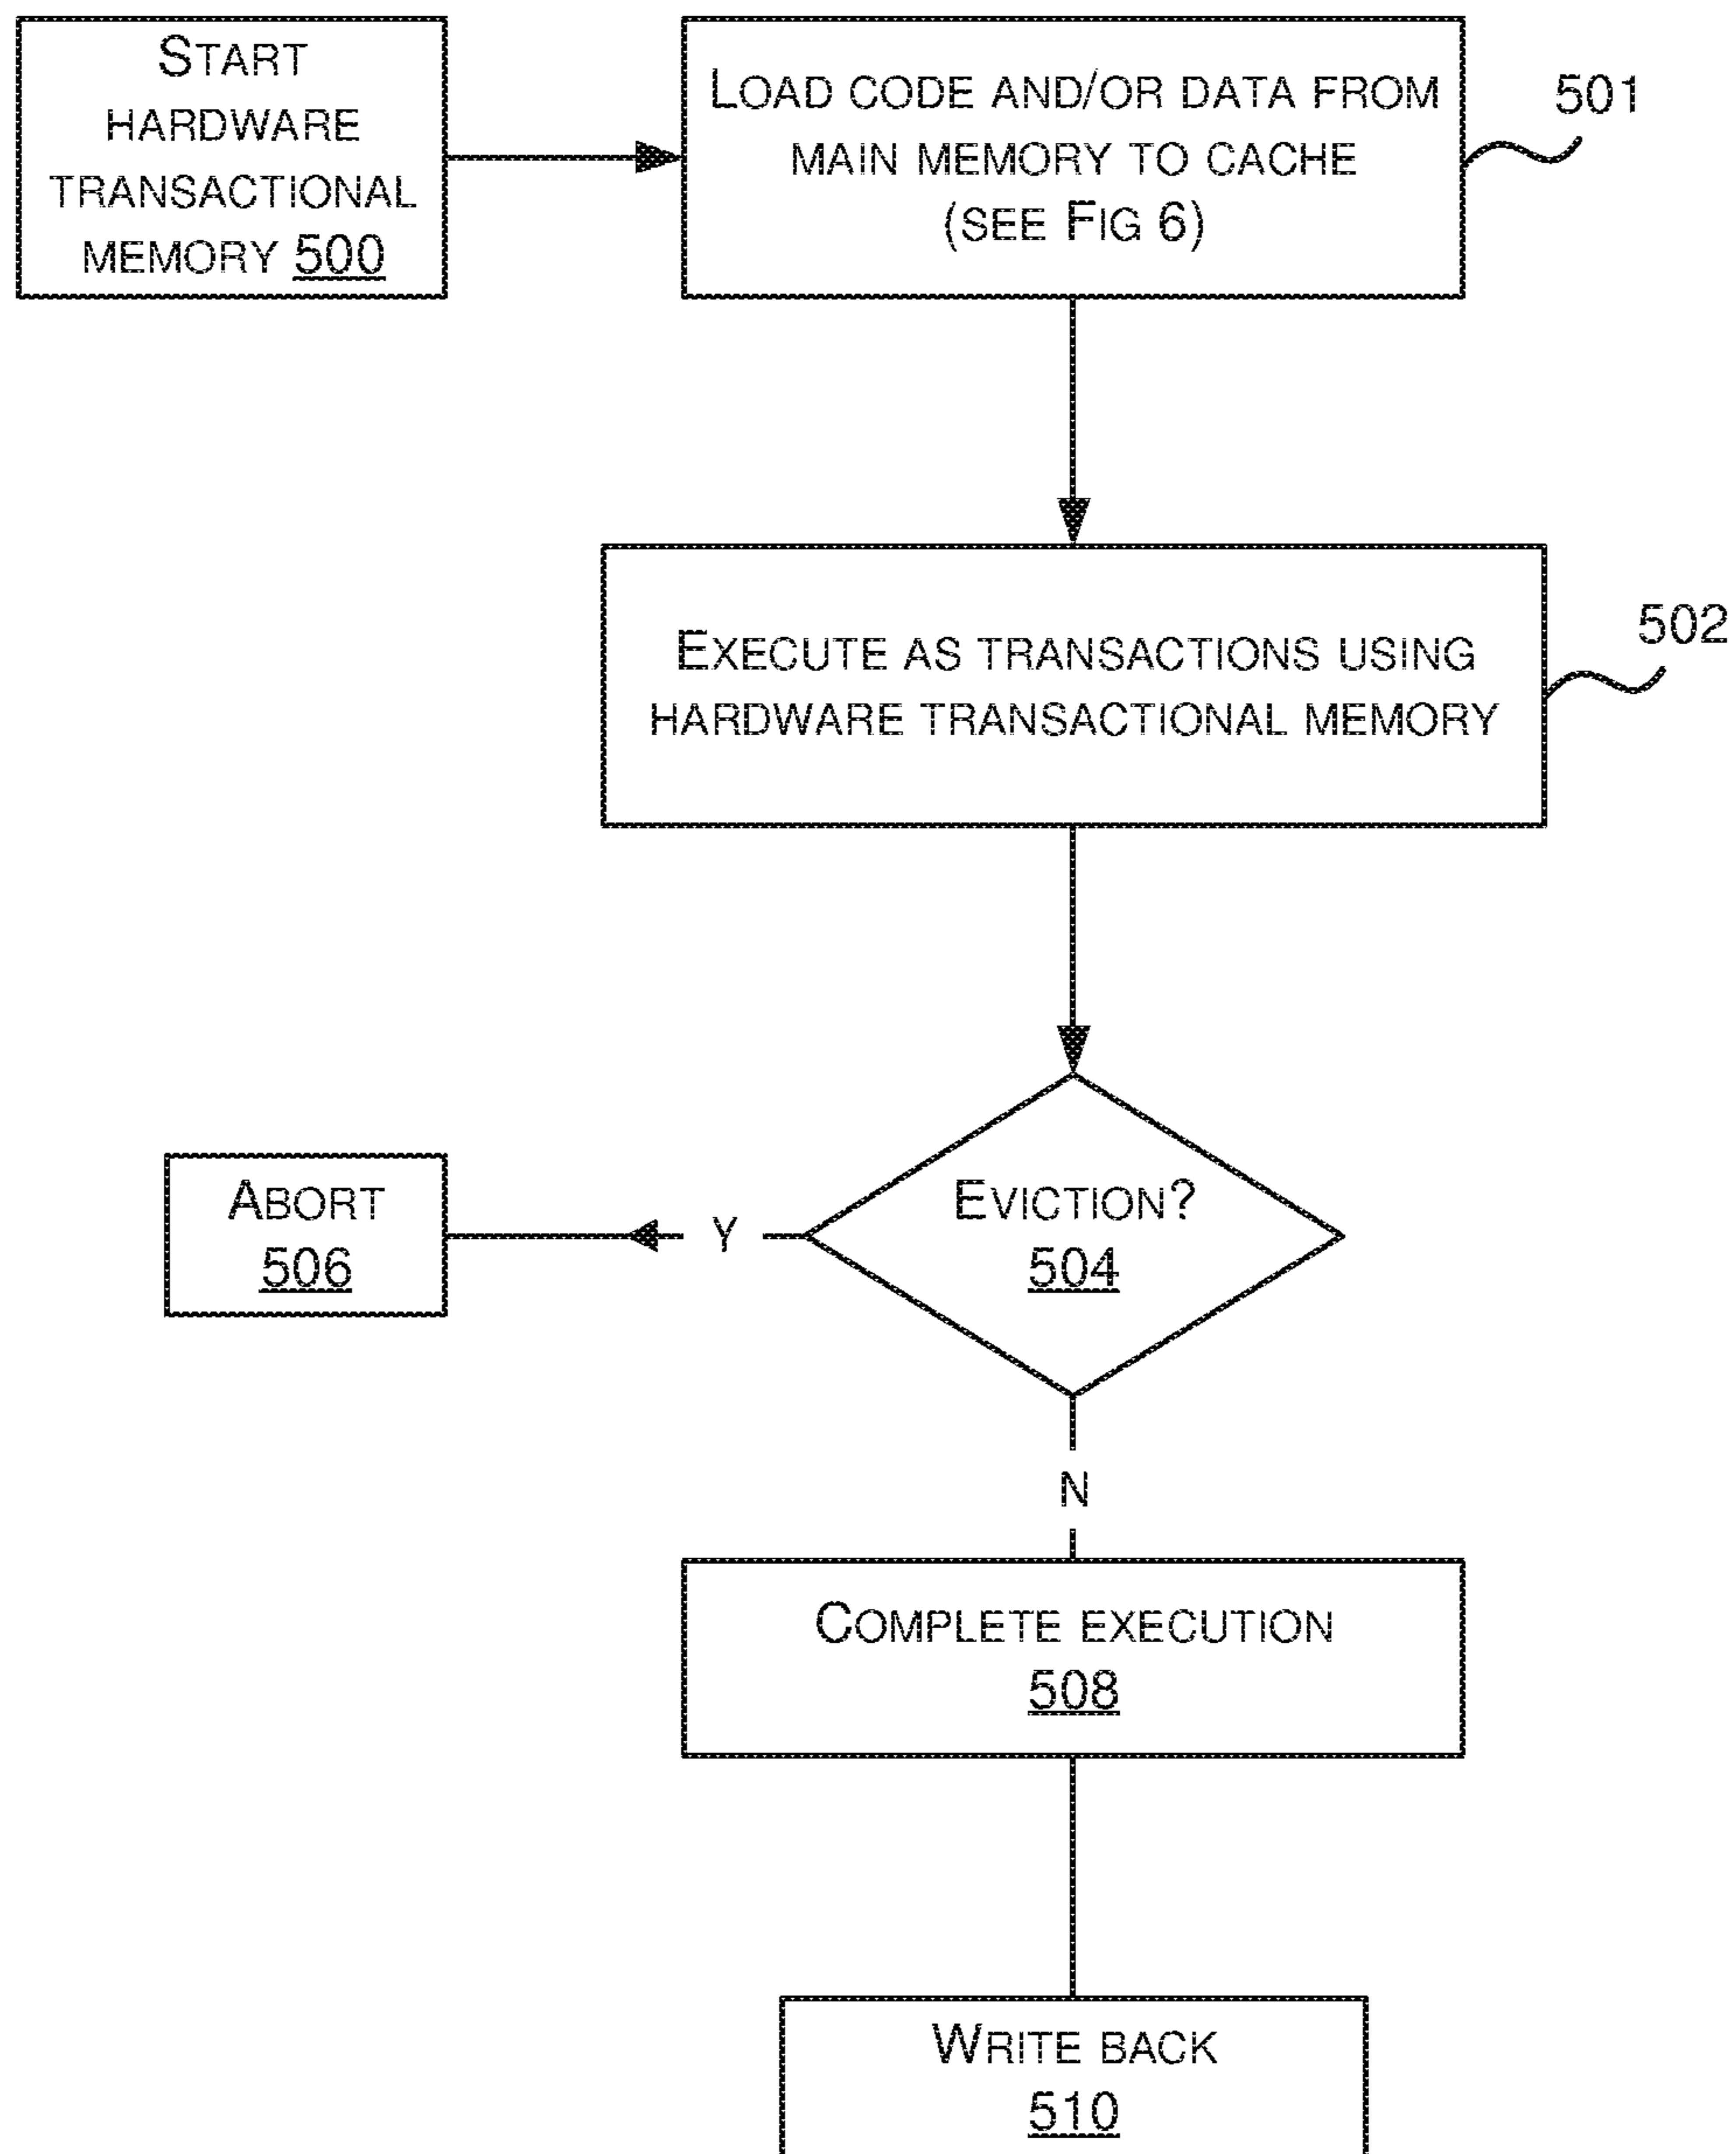 START
HARDWARE
TRANSACTIONAL
MEMORY 500
LOAD CODE AND/OR DATA FROM
MAIN MEMORY TO CACHE
(SEE FIG 6)
501
EXECUTE AS TRANSACTIONS USING
HARDWARE TRANSACTIONAL MEMORY
502
EVICTION?
504
Y
ABORT
506
N
COMPLETE EXECUTION
508
WRITE BACK
510